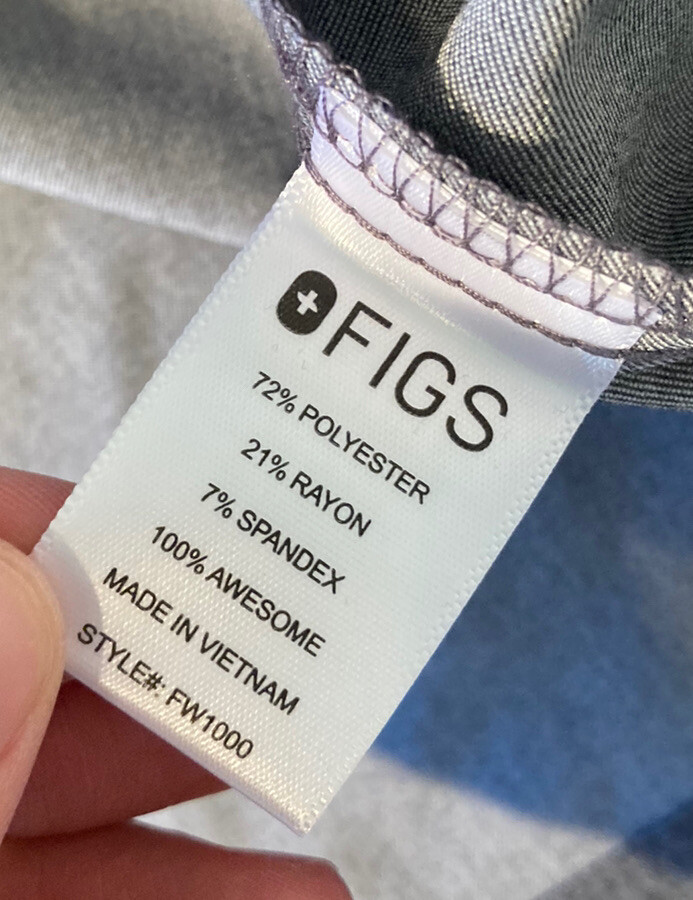 FIGS
72% POLYESTER
21% RAYON
7% SPANDEX
100% AWESOME
MADE IN VIETNAM
STYLE#: FW1000